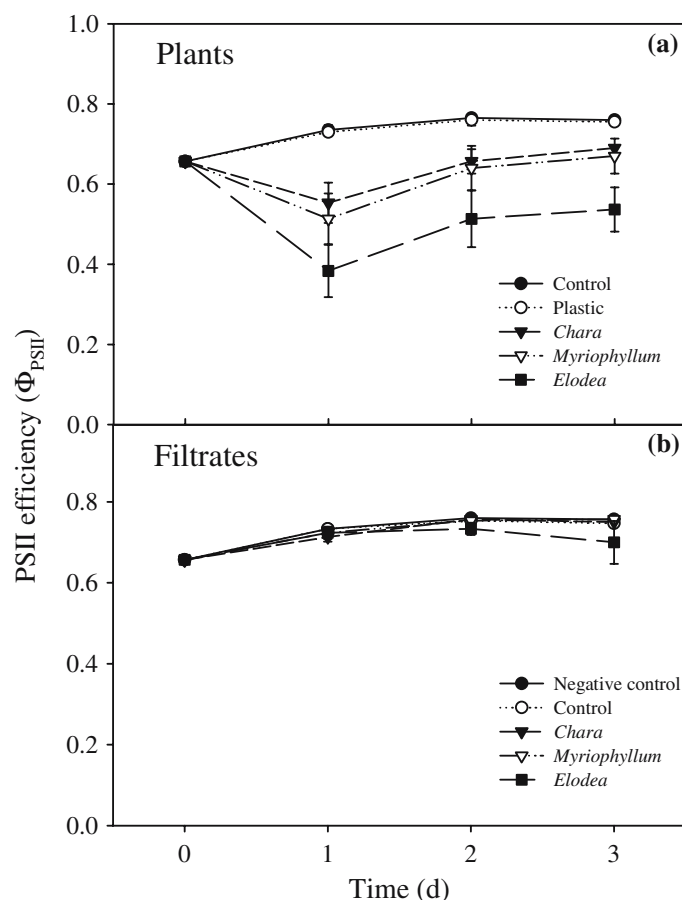 1.0
(a)
Plants
0.8
0.6
0.4
Control
Plastic
Chara
0.2
Myriophyllum
Elodea
0.0
(b)
Filtrates
0.8
0.6
0.4
Negative control
Control
0.2
Chara
Myriophyllum
Elodea
0.0
0 1 2 3
Time (d)
PSII efficiency (Φ_PSII)